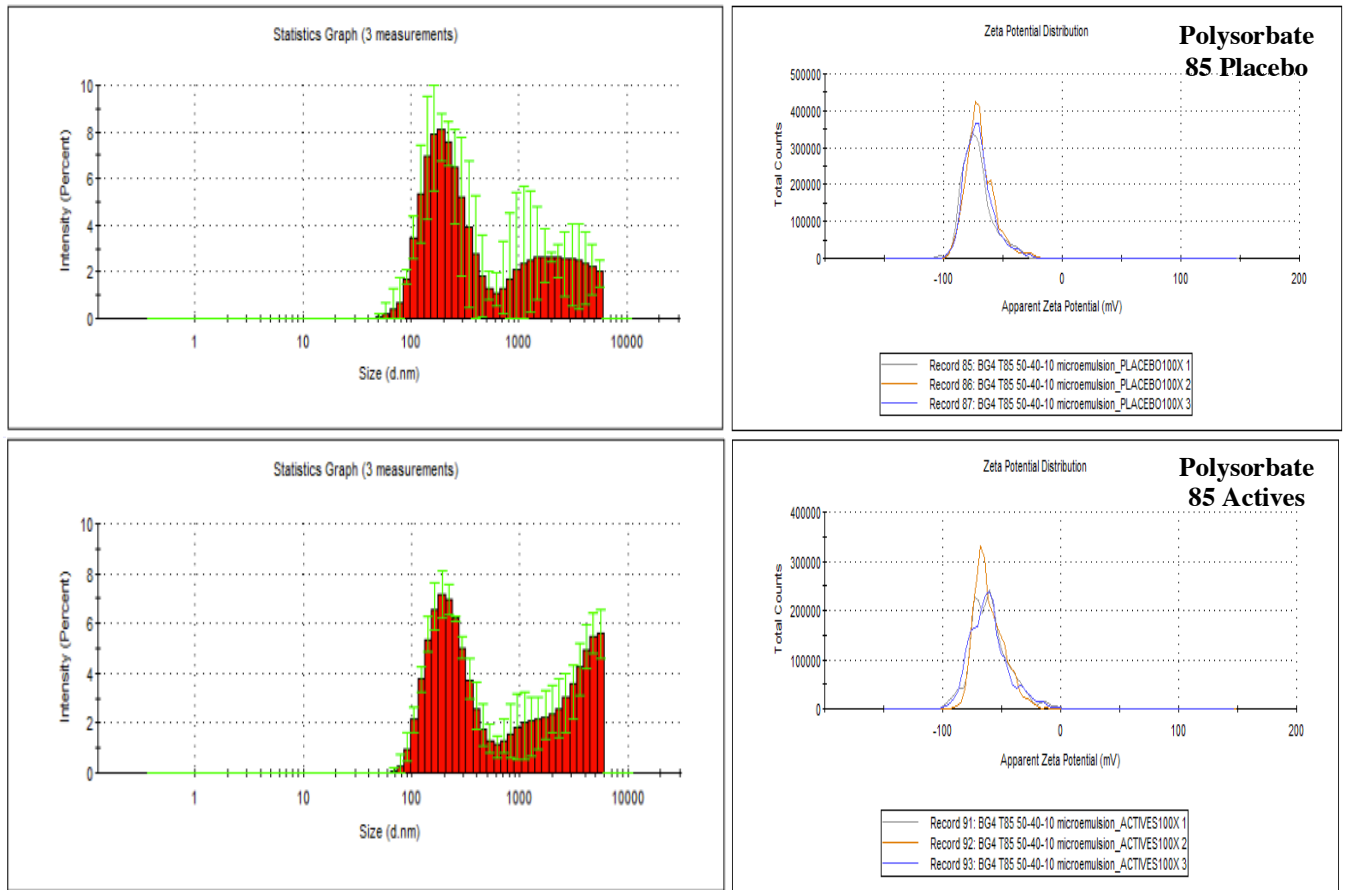 Statistics Graph (3 measurements)
10
8
6
4
2
0
Intensity (Percent)
1
10
100
1000
10000
Size (d.nm)
Zeta Potential Distribution
Polysorbate
85 Placebo
500000
400000
300000
200000
100000
0
Total Counts
-100
0
100
200
Apparent Zeta Potential (mV)
Record 85: BG4 T85 50-40-10 microemulsion_PLACEBO100X 1
Record 86: BG4 T85 50-40-10 microemulsion_PLACEBO100X 2
Record 87: BG4 T85 50-40-10 microemulsion_PLACEBO100X 3
Statistics Graph (3 measurements)
10
8
6
4
2
0
Intensity (Percent)
1
10
100
1000
10000
Size (d.nm)
Zeta Potential Distribution
Polysorbate
85 Actives
400000
300000
200000
100000
0
Total Counts
-100
0
100
200
Apparent Zeta Potential (mV)
Record 91: BG4 T85 50-40-10 microemulsion_ACTIVES100X 1
Record 92: BG4 T85 50-40-10 microemulsion_ACTIVES100X 2
Record 93: BG4 T85 50-40-10 microemulsion_ACTIVES100X 3